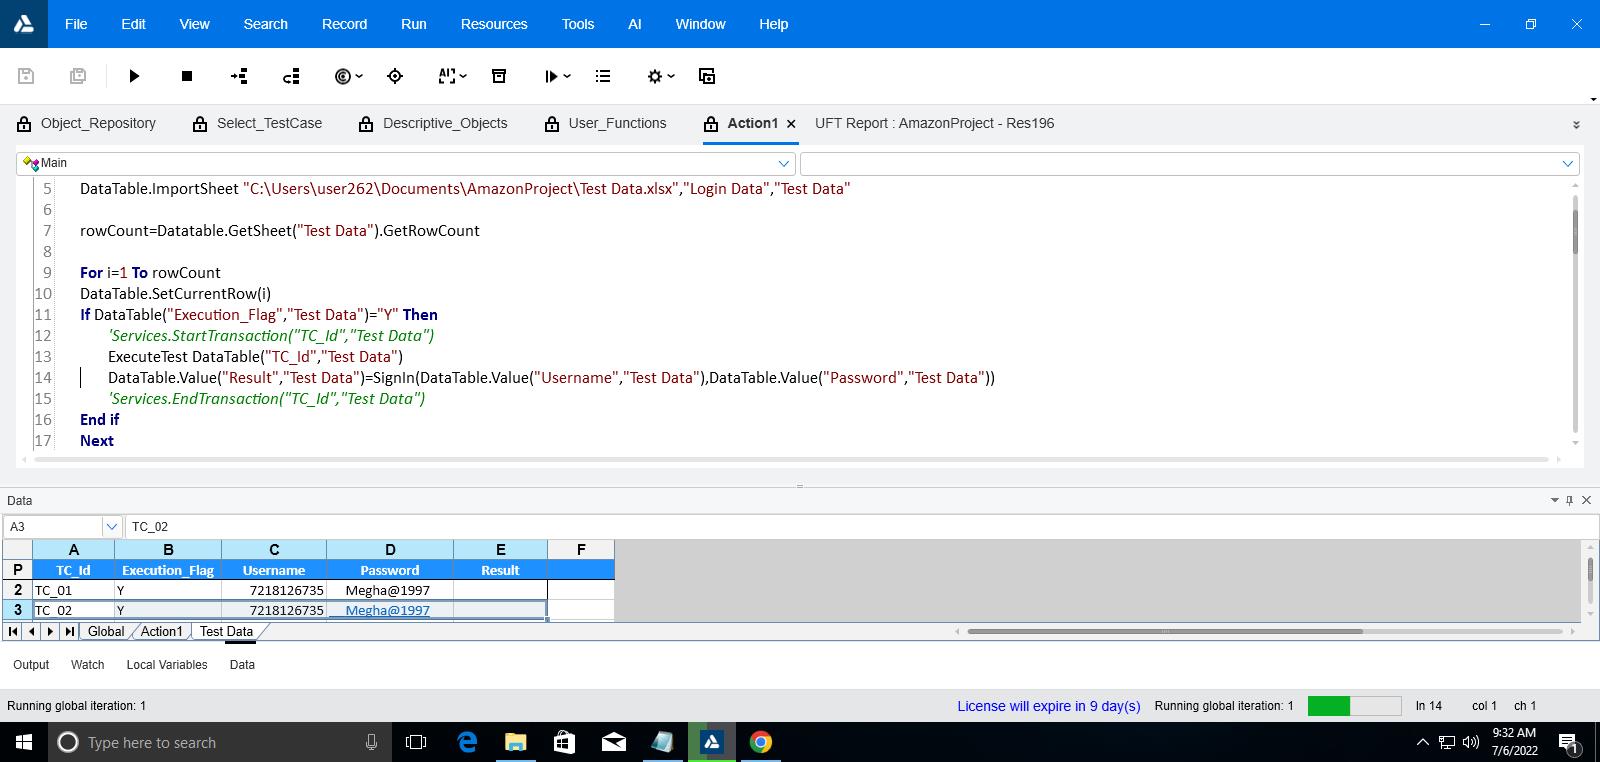 File Edit View Search Record Run Resources Tools AI Window Help
Object_Repository Select_TestCase Descriptive_Objects User_Functions Action1 UFT Report : AmazonProject - Res196
Main
5 DataTable.ImportSheet "C:\Users\user262\Documents\AmazonProject\Test Data.xlsx","Login Data","Test Data"
6
7 rowCount=Datatable.GetSheet("Test Data").GetRowCount
8
9 For i=1 To rowCount
10 DataTable.SetCurrentRow(i)
11 If DataTable("Execution_Flag","Test Data")="Y" Then
12 'Services.StartTransaction("TC_Id","Test Data")
13 ExecuteTest DataTable("TC_Id","Test Data")
14 DataTable.Value("Result","Test Data")=SignIn(DataTable.Value("Username","Test Data"),DataTable.Value("Password","Test Data"))
15 'Services.EndTransaction("TC_Id","Test Data")
16 End if
17 Next
Data
A3 TC_02
A B C D E F
P TC_Id Execution_Flag Username Password Result
2 TC_01 Y 7218126735 Megha@1997
3 TC_02 Y 7218126735 Megha@1997
Global Action1 Test Data
Output Watch Local Variables Data
Running global iteration: 1 License will expire in 9 day(s) Running global iteration: 1 ln 14 col 1 ch 1
Type here to search
9:32 AM
7/6/2022
1